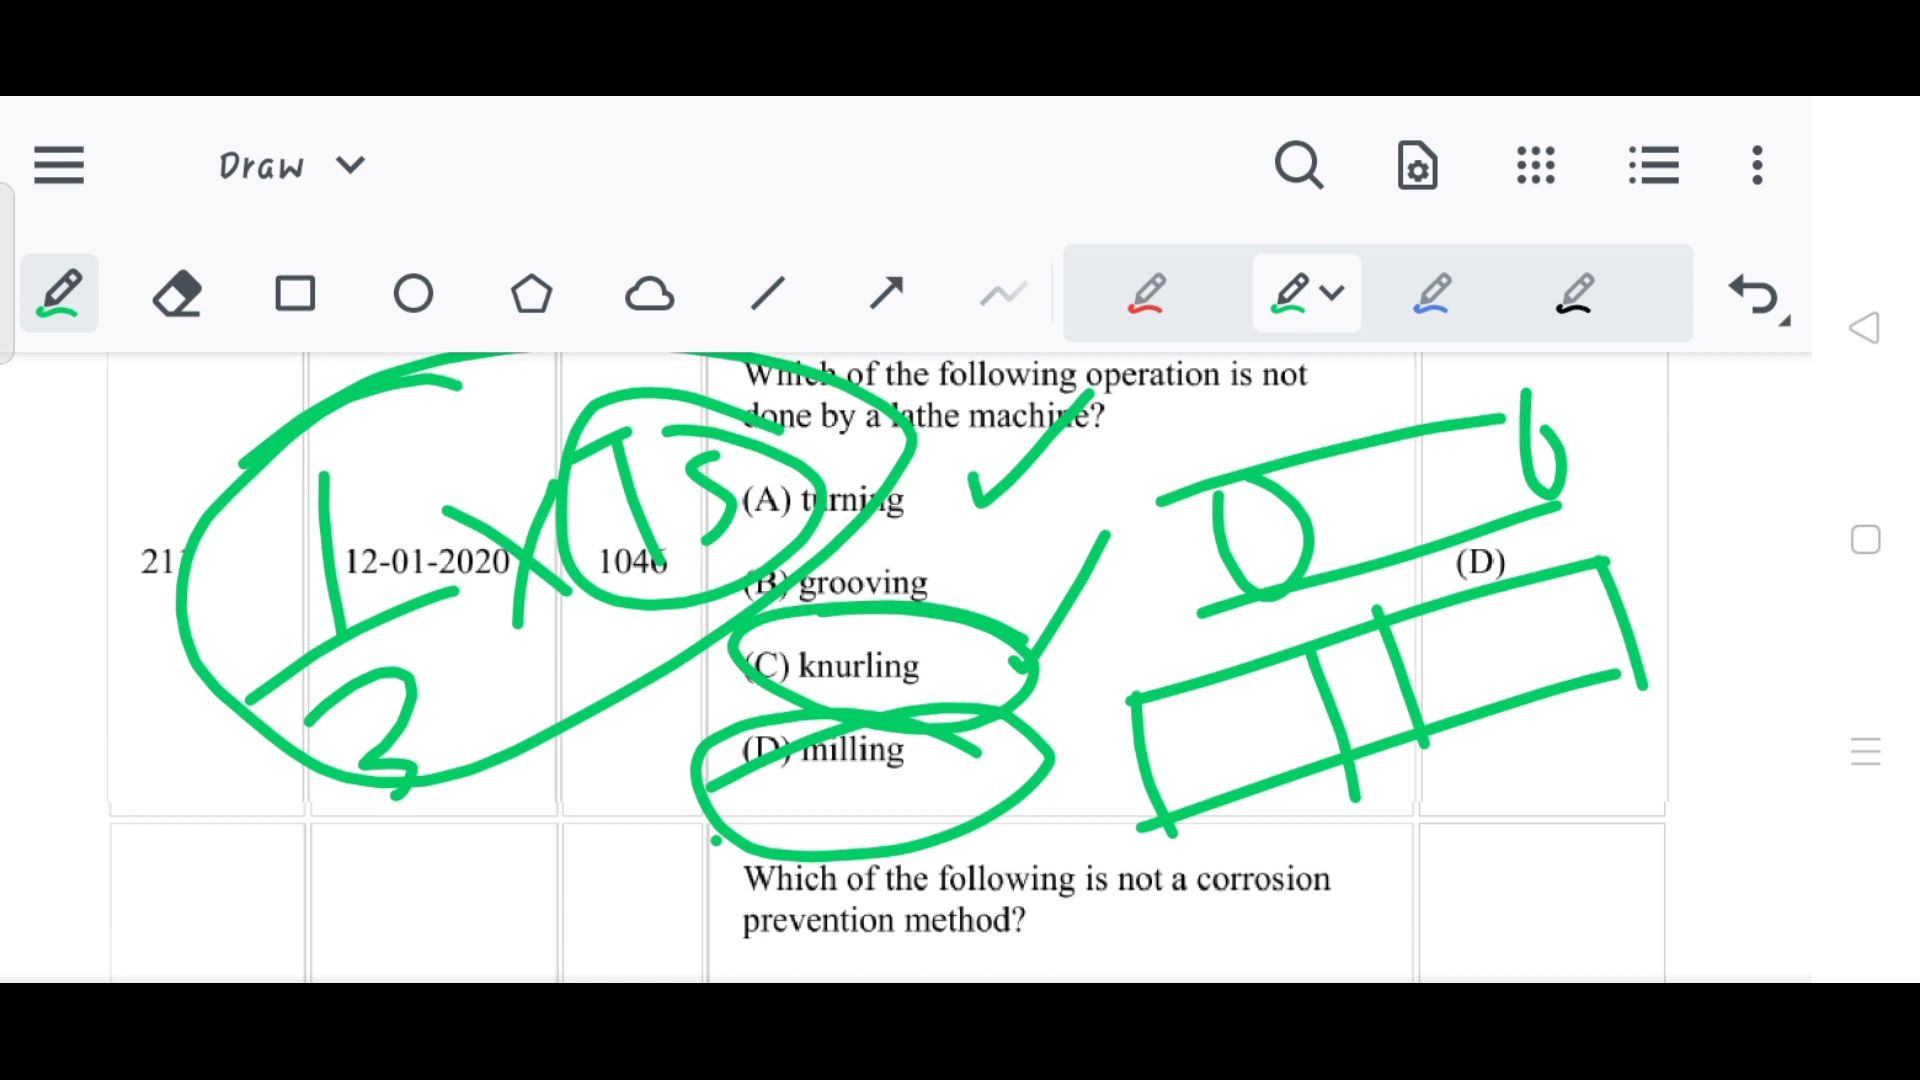 Draw
Which of the following operation is not
done by a lathe machine?
(A) turning
12-01-2020
1046
(B) grooving
(D)
(C) knurling
(D) milling
Which of the following is not a corrosion
prevention method?